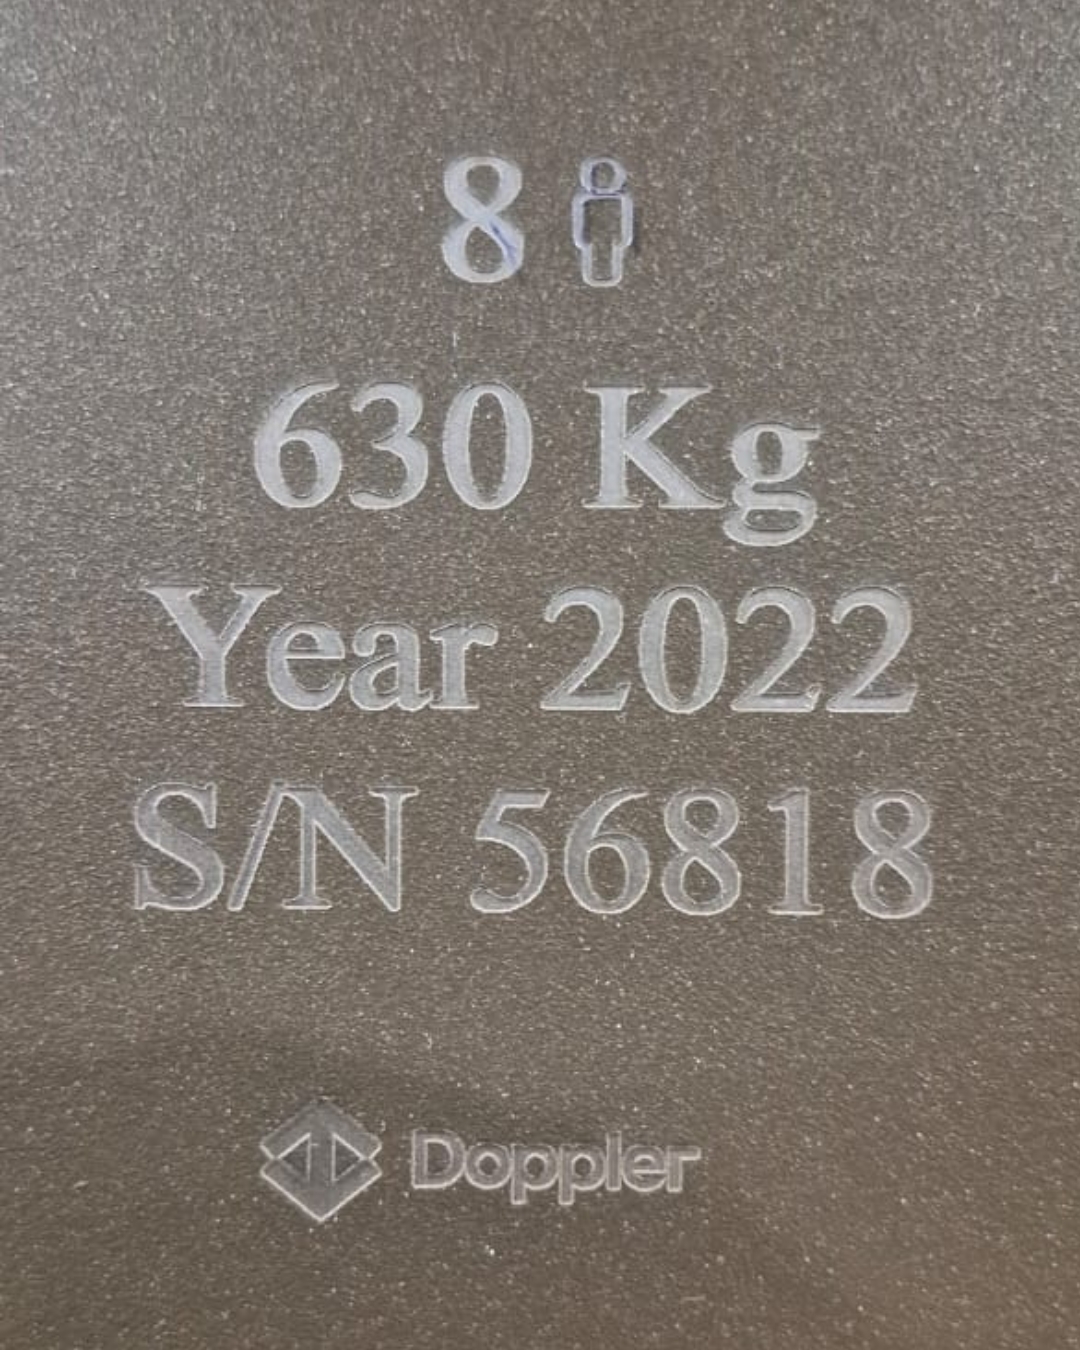 8
630 Kg
Year 2022
S/N 56818
Doppler